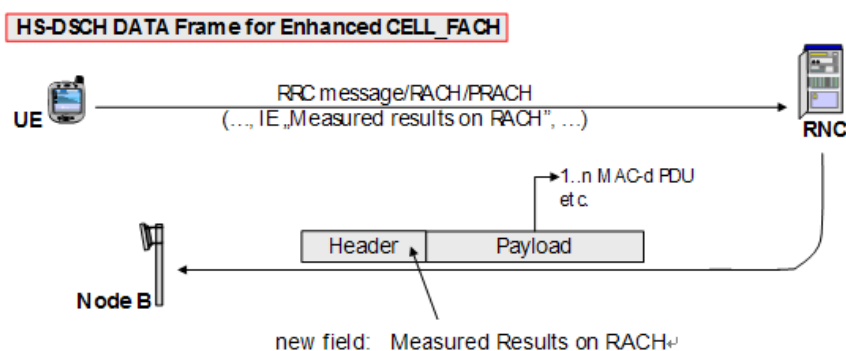 HS-DSCH DATA Frame for Enhanced CELL_FACH
RRC message/RACH/PRACH
UE
(..., IE „Measured results on RACH”, ...)
RNC
1..n MAC-d PDU
etc.
Header
Payload
Node B
new field: Measured Results on RACH↵